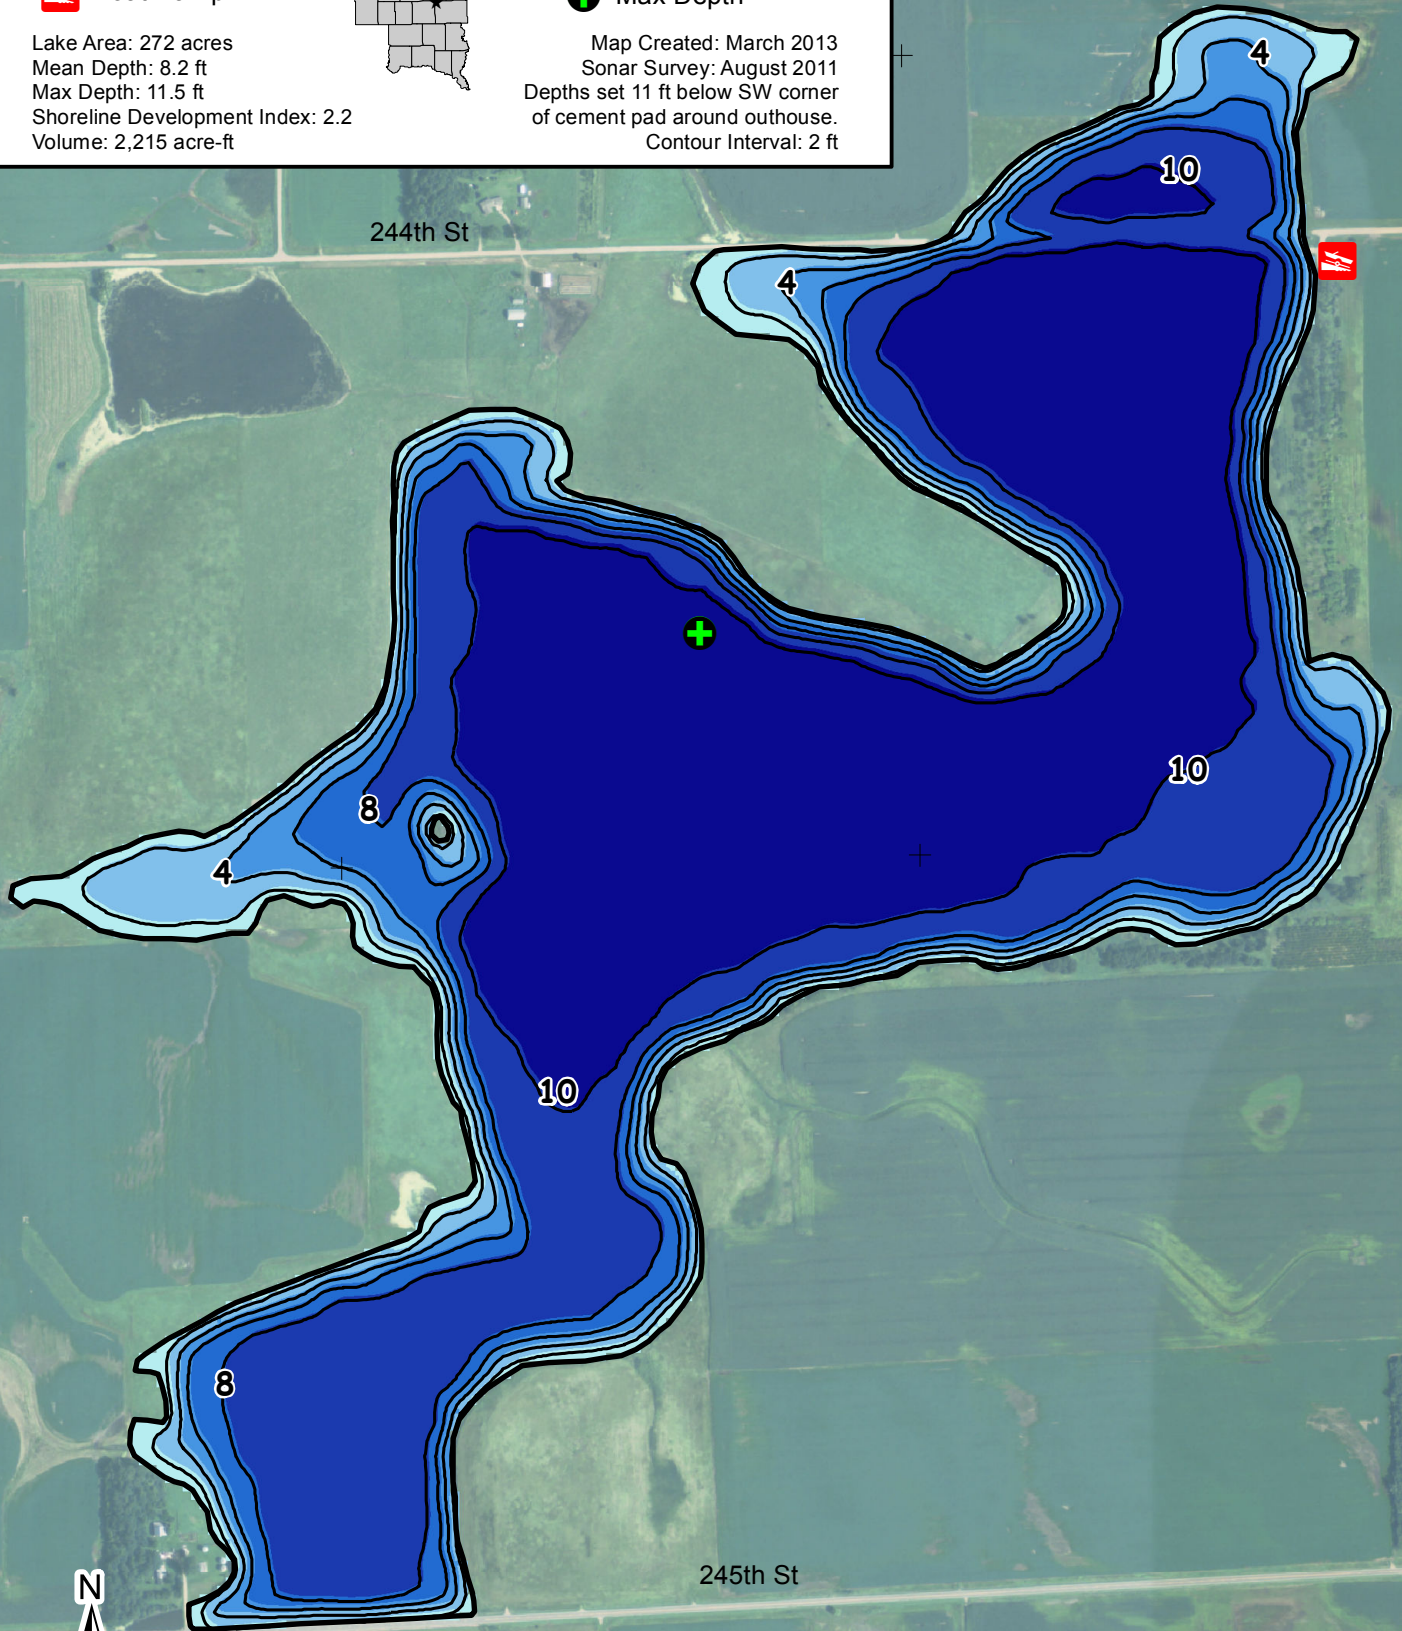 Max Depth
Lake Area: 272 acres
Mean Depth: 8.2 ft
Max Depth: 11.5 ft
Shoreline Development Index: 2.2
Volume: 2,215 acre-ft
Map Created: March 2013
Sonar Survey: August 2011
Depths set 11 ft below SW corner
of cement pad around outhouse.
Contour Interval: 2 ft
4
10
244th St
4
10
8
4
10
8
245th St
N